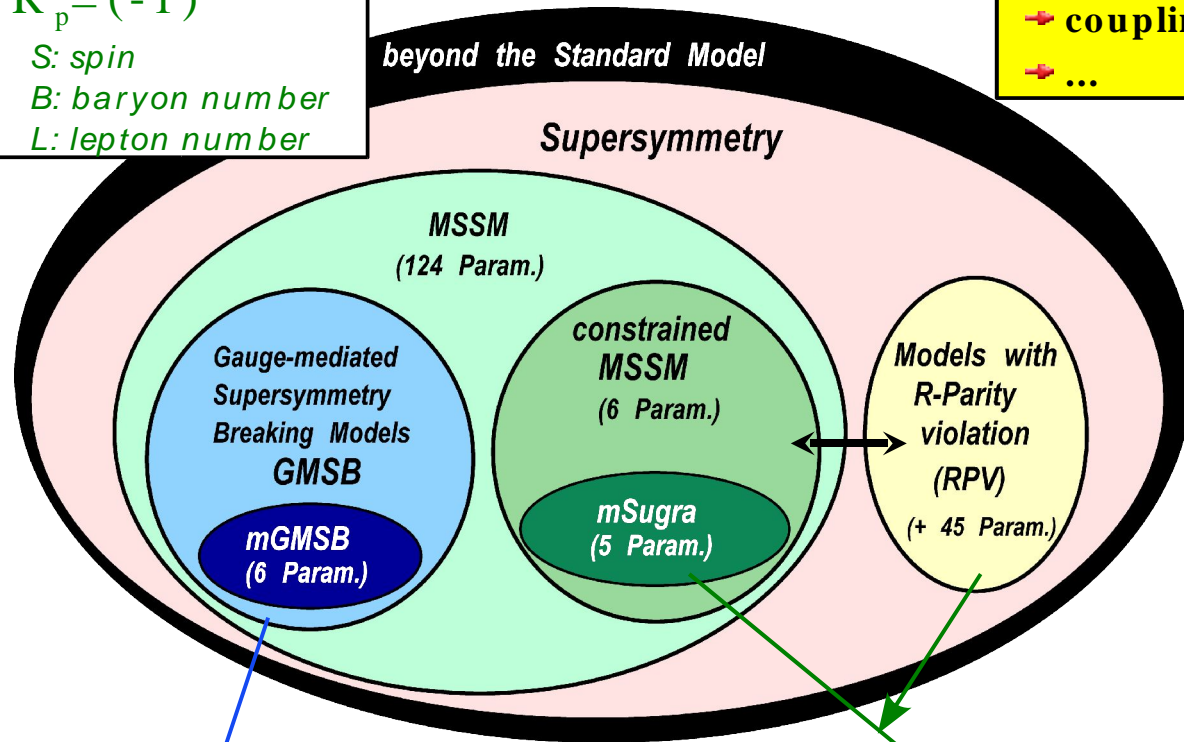 R p = ( - 1 )
S: spin
B: baryon number
L: lepton number
...
beyond the Standard Model
Supersymmetry
MSSM
(124 Param.)
Gauge-mediated
Supersymmetry
Breaking Models
GMSB
mGMSB
(6 Param.)
constrained
MSSM
(6 Param.)
mSugra
(5 Param.)
Models with
R-Parity
violation
(RPV)
(+ 45 Param.)